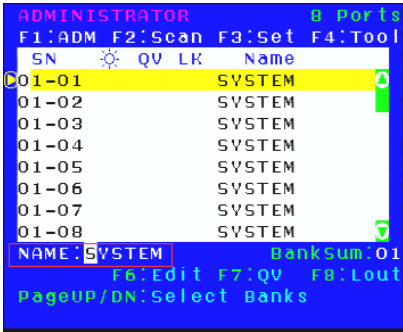 ADMINISTRATOR 8 Ports
F1:ADM F2:Scan F3:Set F4:Tool
SN QV LK Name
01-01 SYSTEM
01-02 SYSTEM
01-03 SYSTEM
01-04 SYSTEM
01-05 SYSTEM
01-06 SYSTEM
01-07 SYSTEM
01-08 SYSTEM
NAME:SYSTEM BankSum:01
F6:Edit F7:QV F8:Lout
PageUP/DN:Select Banks